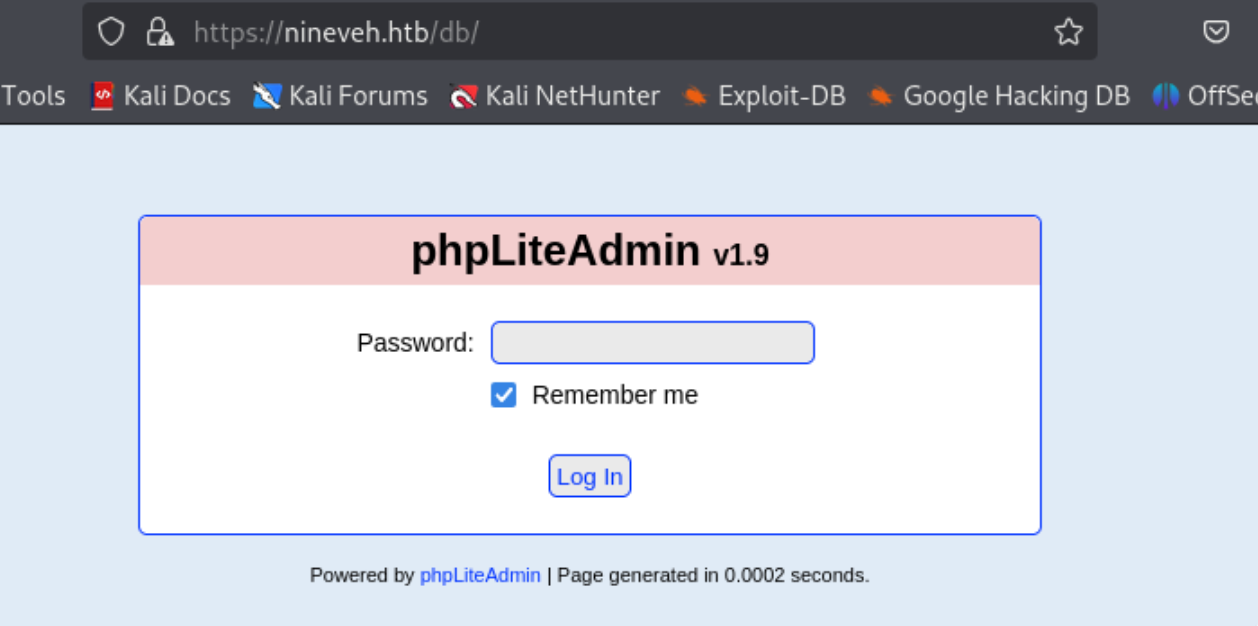 https://nineveh.htb/db/
Tools Kali Docs Kali Forums Kali NetHunter Exploit-DB Google Hacking DB OffSec
phpLiteAdmin v1.9
Password:
Remember me
Log In
Powered by phpLiteAdmin | Page generated in 0.0002 seconds.